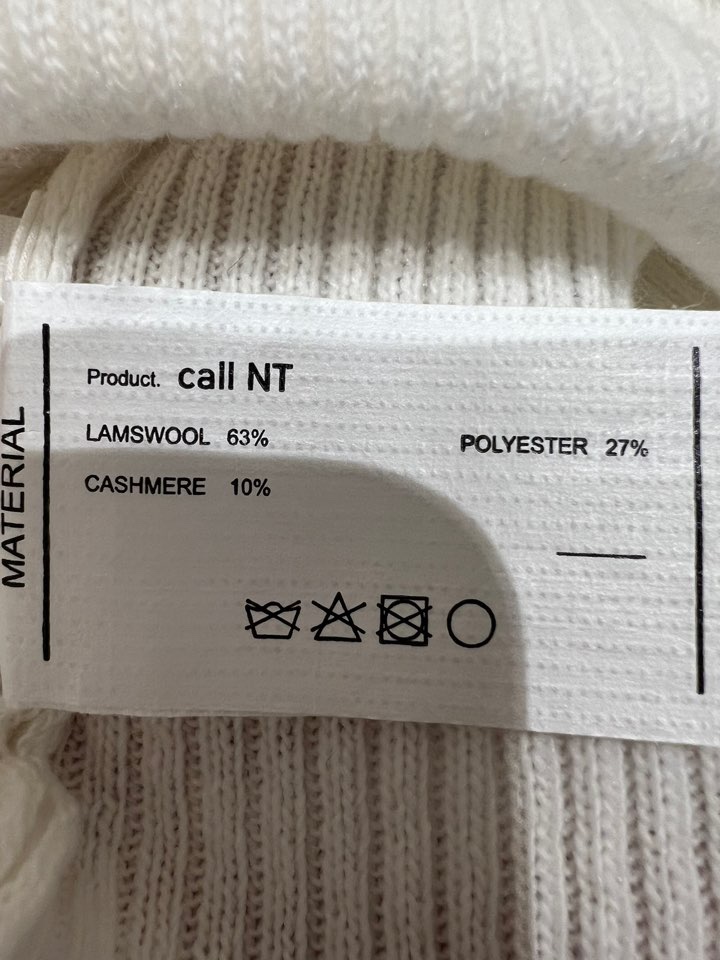 MATERIAL
Product. call NT
LAMSWOOL 63% POLYESTER 27%
CASHMERE 10%